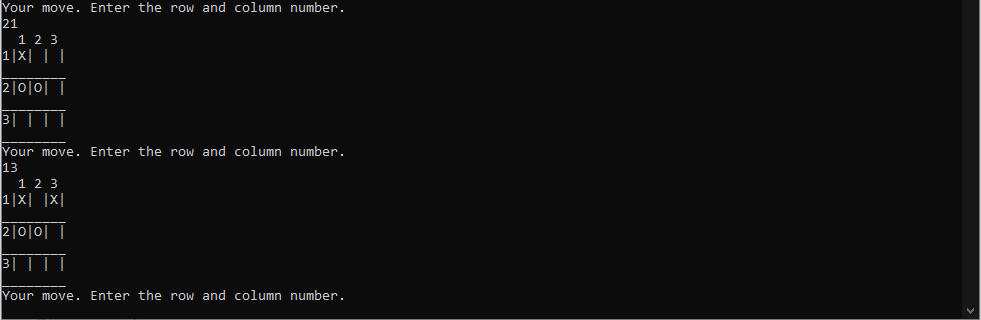 Your move. Enter the row and column number.
21
  1 2 3
1|X| | |
________
2|O|O| |
________
3| | | |
________
Your move. Enter the row and column number.
13
  1 2 3
1|X| |X|
________
2|O|O| |
________
3| | | |
________
Your move. Enter the row and column number.